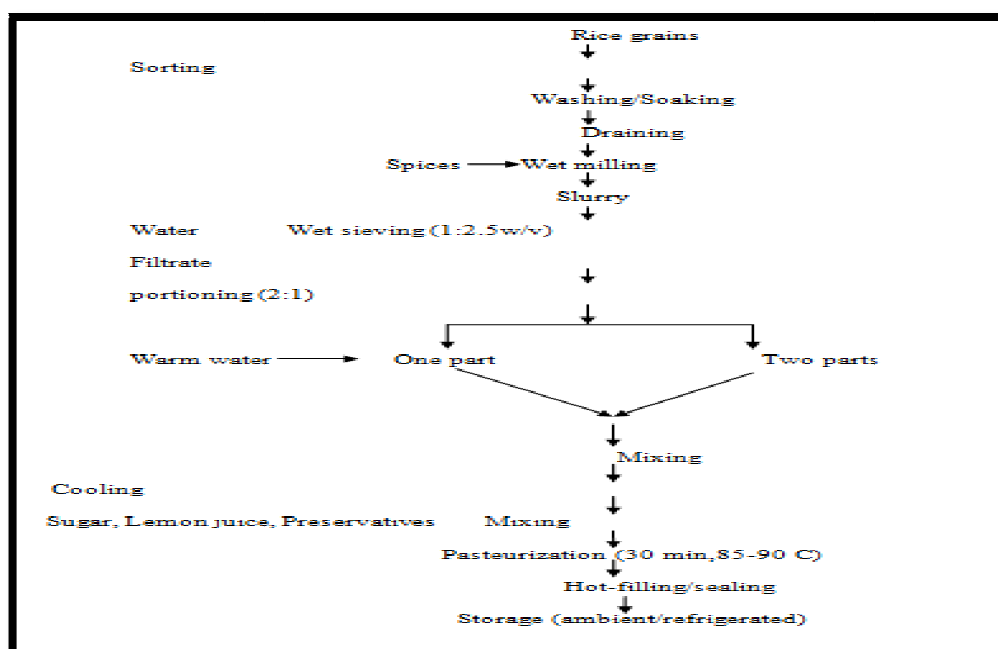 Rice grains
Sorting
Washing/Soaking
Draining
Spices Wet milling
Slurry
Water Wet sieving (1:2.5w/v)
Filtrate
portioning (2:1)
Warm water One part Two parts
Mixing
Cooling
Sugar, Lemon juice, Preservatives Mixing
Pasteurization (30 min,85-90 C)
Hot-filling/sealing
Storage (ambient/refrigerated)